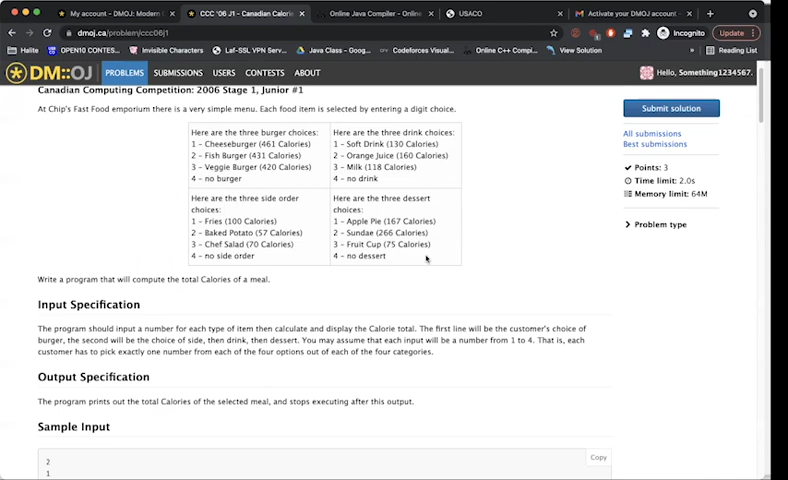 My account - DMOJ: Modern
CCC '06 J1 - Canadian Calorie
Online Java Compiler - Online
USACO
Activate your DMOJ account -
dmoj.ca/problem/ccc06j1
Incognito
Update
Halite
OPEN10 CONTES...
Invisible Characters
Laf-SSL VPN Serv...
Java Class - Goog...
Codeforces Visual...
Online C++ Compi...
View Solution
»
Reading List
DM::OJ
PROBLEMS
SUBMISSIONS
USERS
CONTESTS
ABOUT
Hello, Something1234567.
Canadian Computing Competition: 2006 Stage 1, Junior #1
At Chip's Fast Food emporium there is a very simple menu. Each food item is selected by entering a digit choice.
Here are the three burger choices:
1 – Cheeseburger (461 Calories)
2 – Fish Burger (431 Calories)
3 – Veggie Burger (420 Calories)
4 – no burger
Here are the three drink choices:
1 – Soft Drink (130 Calories)
2 – Orange Juice (160 Calories)
3 – Milk (118 Calories)
4 – no drink
Here are the three side order
choices:
1 – Fries (100 Calories)
2 – Baked Potato (57 Calories)
3 – Chef Salad (70 Calories)
4 – no side order
Here are the three dessert
choices:
1 – Apple Pie (167 Calories)
2 – Sundae (266 Calories)
3 – Fruit Cup (75 Calories)
4 – no dessert
Write a program that will compute the total Calories of a meal.
Input Specification
The program should input a number for each type of item then calculate and display the Calorie total. The first line will be the customer's choice of
burger, the second will be the choice of side, then drink, then dessert. You may assume that each input will be a number from 1 to 4. That is, each
customer has to pick exactly one number from each of the four options out of each of the four categories.
Output Specification
The program prints out the total Calories of the selected meal, and stops executing after this output.
Sample Input
Copy
2
1
Submit solution
All submissions
Best submissions
Points: 3
Time limit: 2.0s
Memory limit: 64M
Problem type